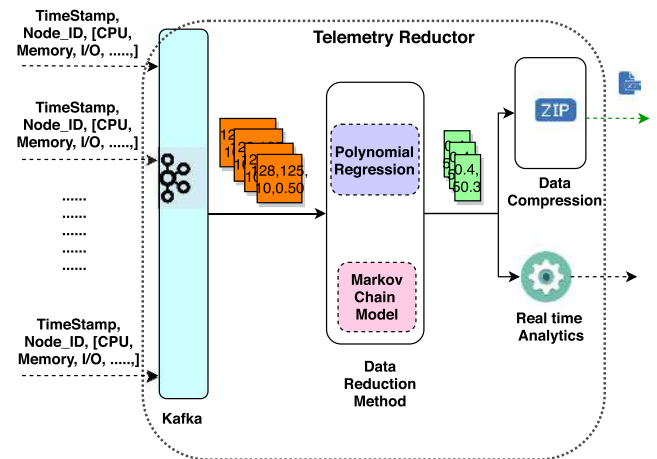 TimeStamp,
Node_ID, [CPU,
Memory, I/O, .....,]
TimeStamp,
Node_ID, [CPU,
Memory, I/O, .....,]
......
.....
.....
.....
.....
TimeStamp,
Node_ID, [CPU,
Memory, I/O, .....,]
Kafka
Telemetry Reductor
128,125,
10,0.50
Polynomial
Regression
Markov
Chain
Model
Data
Reduction
Method
0.4,
50.3
ZIP
Data
Compression
Real time
Analytics